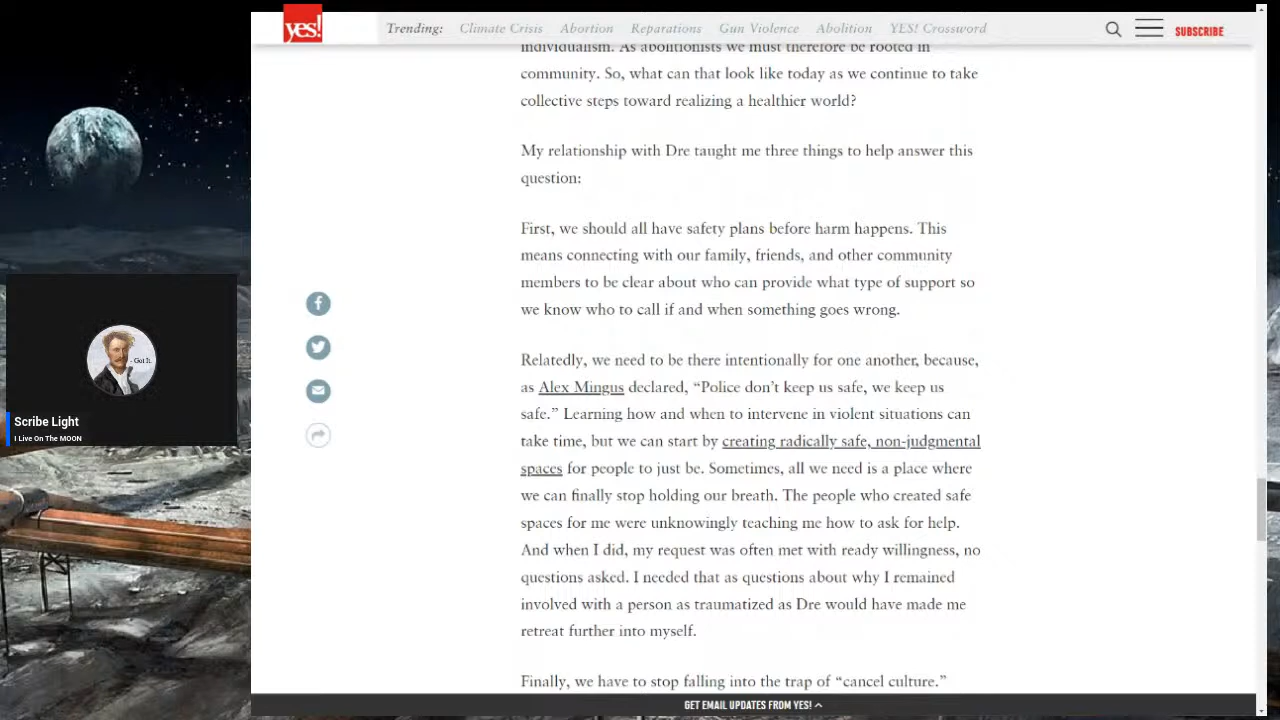 yes!
Trending: Climate Crisis Abortion Reparations Gun Violence Abolition YES! Crossword
SUBSCRIBE
individualism. As abolitionists we must therefore be rooted in
community. So, what can that look like today as we continue to take
collective steps toward realizing a healthier world?
My relationship with Dre taught me three things to help answer this
question:
First, we should all have safety plans before harm happens. This
means connecting with our family, friends, and other community
members to be clear about who can provide what type of support so
we know who to call if and when something goes wrong.
Relatedly, we need to be there intentionally for one another, because,
as Alex Mingus declared, “Police don’t keep us safe, we keep us
safe.” Learning how and when to intervene in violent situations can
take time, but we can start by creating radically safe, non-judgmental
spaces for people to just be. Sometimes, all we need is a place where
we can finally stop holding our breath. The people who created safe
spaces for me were unknowingly teaching me how to ask for help.
And when I did, my request was often met with ready willingness, no
questions asked. I needed that as questions about why I remained
involved with a person as traumatized as Dre would have made me
retreat further into myself.
Finally, we have to stop falling into the trap of “cancel culture.”
GET EMAIL UPDATES FROM YES!
- Got It.
Scribe Light
I Live On The MOON